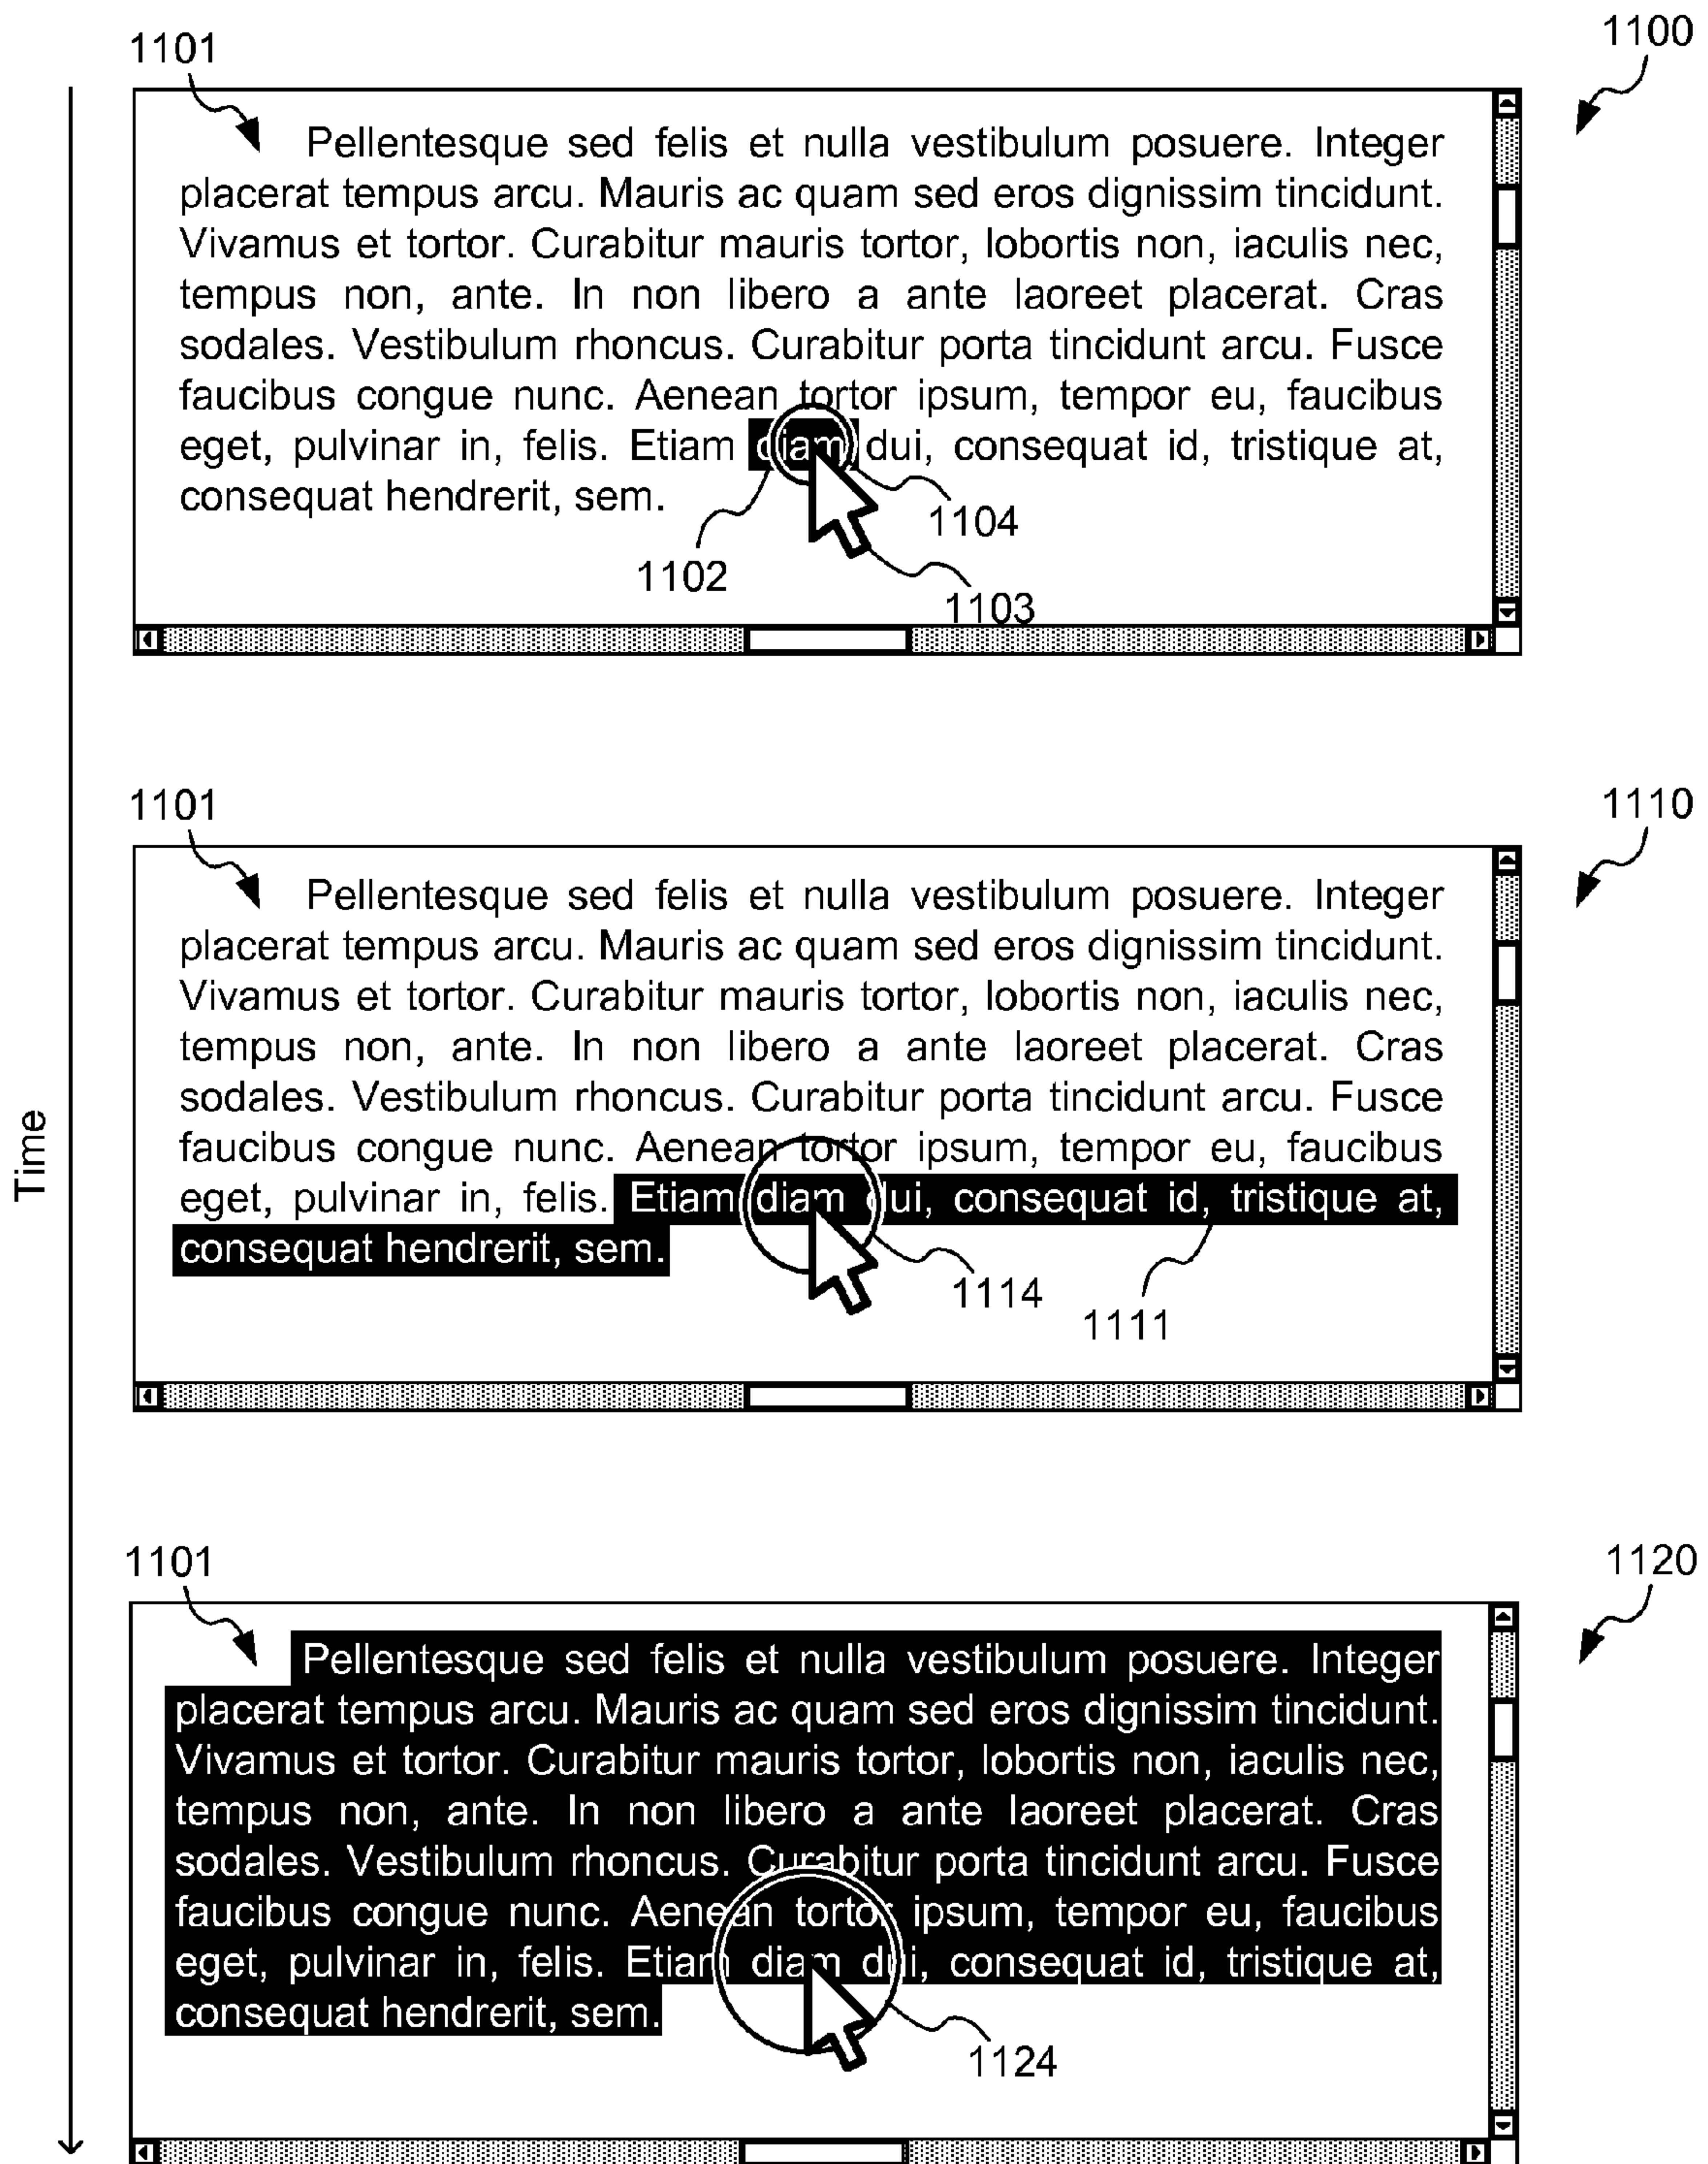 1101
1100
Pellentesque sed felis et nulla vestibulum posuere. Integer
placerat tempus arcu. Mauris ac quam sed eros dignissim tincidunt.
Vivamus et tortor. Curabitur mauris tortor, lobortis non, iaculis nec,
tempus non, ante. In non libero a ante laoreet placerat. Cras
sodales. Vestibulum rhoncus. Curabitur porta tincidunt arcu. Fusce
faucibus congue nunc. Aenean tortor ipsum, tempor eu, faucibus
eget, pulvinar in, felis. Etiam diam dui, consequat id, tristique at,
consequat hendrerit, sem.
1104
1102
1103
Time
1101
1110
Pellentesque sed felis et nulla vestibulum posuere. Integer
placerat tempus arcu. Mauris ac quam sed eros dignissim tincidunt.
Vivamus et tortor. Curabitur mauris tortor, lobortis non, iaculis nec,
tempus non, ante. In non libero a ante laoreet placerat. Cras
sodales. Vestibulum rhoncus. Curabitur porta tincidunt arcu. Fusce
faucibus congue nunc. Aenean tortor ipsum, tempor eu, faucibus
eget, pulvinar in, felis. Etiam diam dui, consequat id, tristique at,
consequat hendrerit, sem.
1114
1111
1101
1120
Pellentesque sed felis et nulla vestibulum posuere. Integer
placerat tempus arcu. Mauris ac quam sed eros dignissim tincidunt.
Vivamus et tortor. Curabitur mauris tortor, lobortis non, iaculis nec,
tempus non, ante. In non libero a ante laoreet placerat. Cras
sodales. Vestibulum rhoncus. Curabitur porta tincidunt arcu. Fusce
faucibus congue nunc. Aenean tortor ipsum, tempor eu, faucibus
eget, pulvinar in, felis. Etiam diam dui, consequat id, tristique at,
consequat hendrerit, sem.
1124